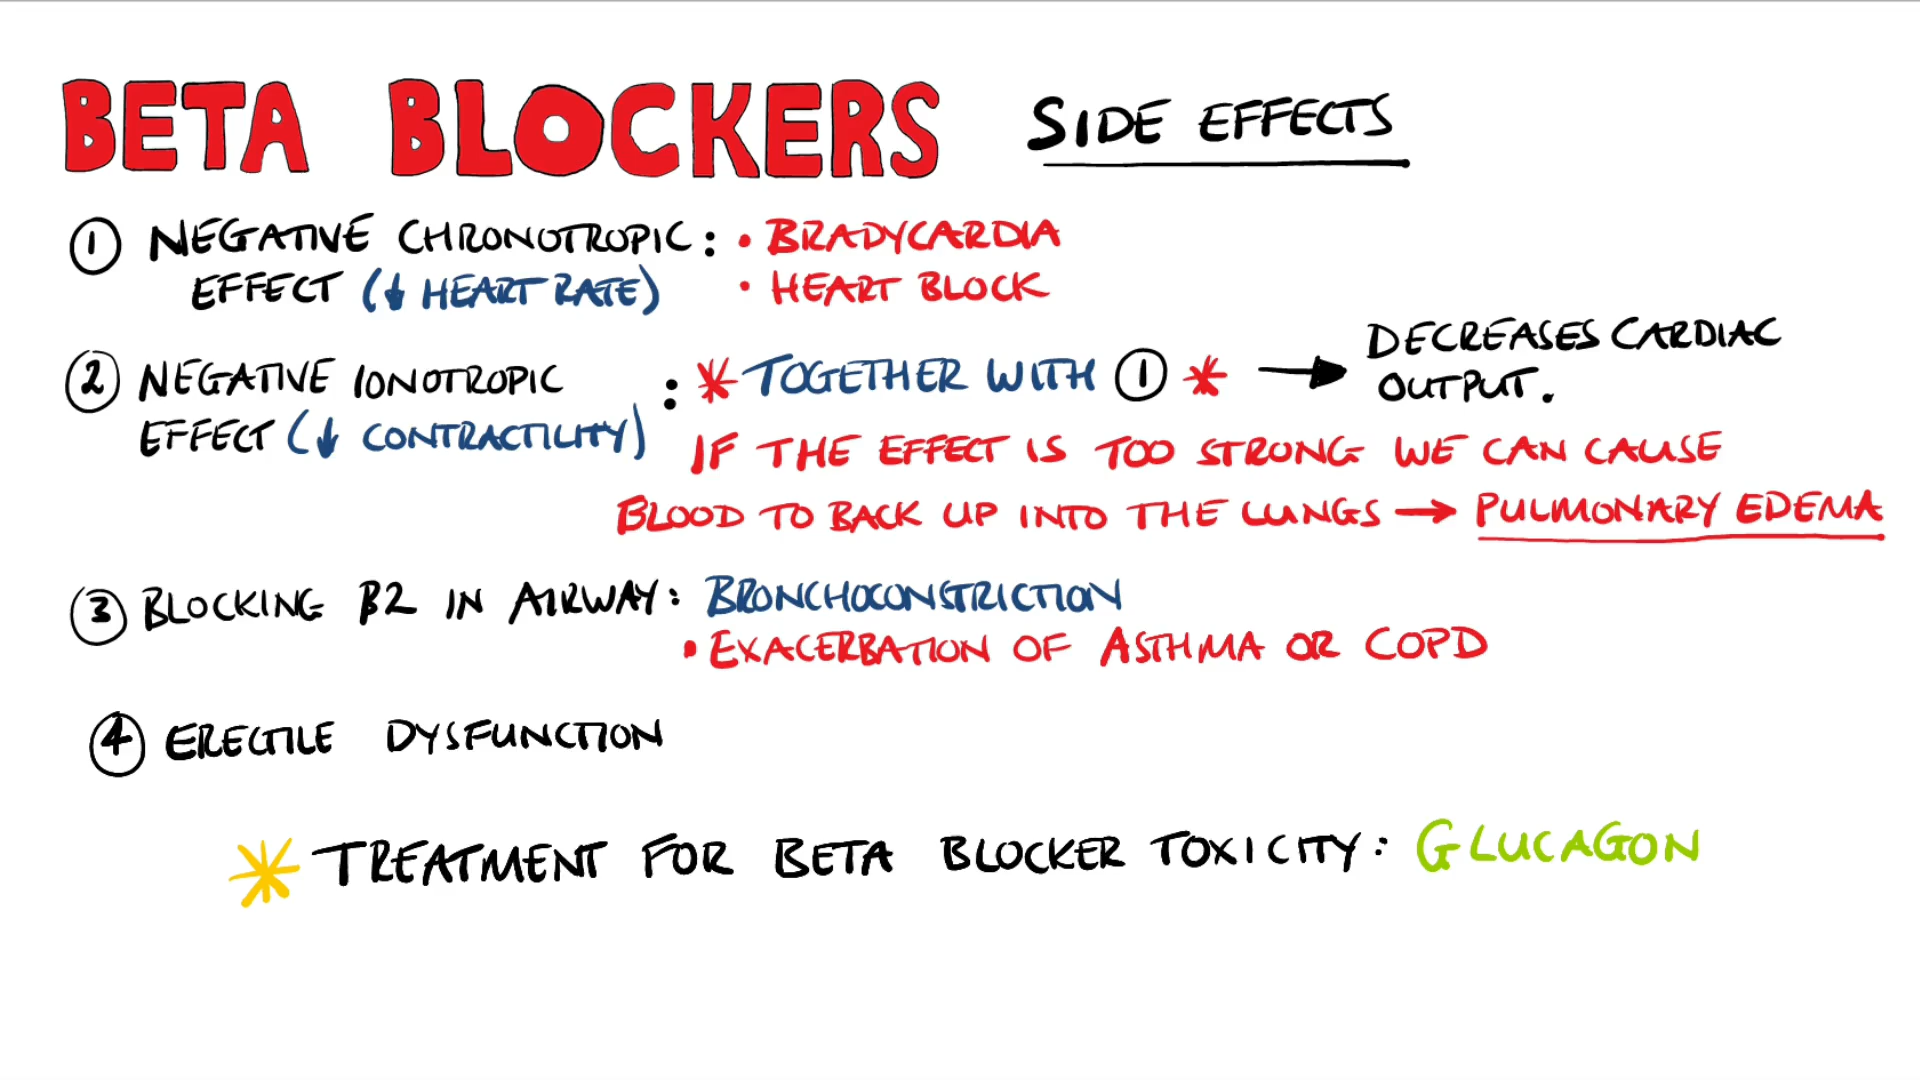 BETA BLOCKERS SIDE EFFECTS
① NEGATIVE CHRONOTROPIC : • BRADYCARDIA
EFFECT (↓ HEART RATE) • HEART BLOCK
② NEGATIVE IONOTROPIC : * TOGETHER WITH ① * → DECREASES CARDIAC
OUTPUT.
EFFECT (↓ CONTRACTILITY)
IF THE EFFECT IS TOO STRONG WE CAN CAUSE
BLOOD TO BACK UP INTO THE LUNGS → PULMONARY EDEMA
③ BLOCKING β2 IN AIRWAY: BRONCHOCONSTRICTION
• EXACERBATION OF ASTHMA OR COPD
④ ERECTILE DYSFUNCTION
* TREATMENT FOR BETA BLOCKER TOXICITY: GLUCAGON